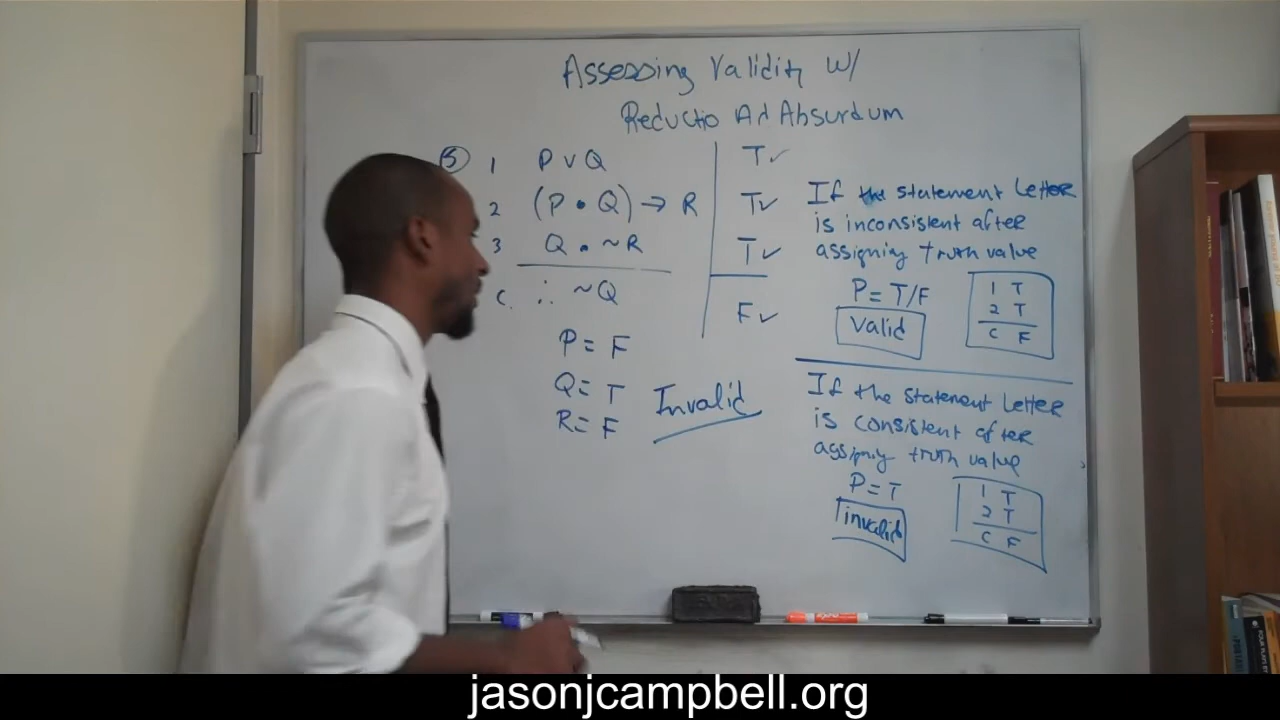 Assessing Validity W/
Reductio Ad Absurdum
5 1 P v Q T✓
2 (P • Q) → R T✓
3 Q • ~R T✓
C. ∴ ~Q F✓
P = F
Q = T
R = F
Invalid
If the statement Letter
is inconsistent after
assigning truth value
P = T/F
Valid
1 T
2 T
C F
If the statement Letter
is consistent after
assigning truth value
P = T
invalid
1 T
2 T
C F
EXPO
jasonjcampbell.org